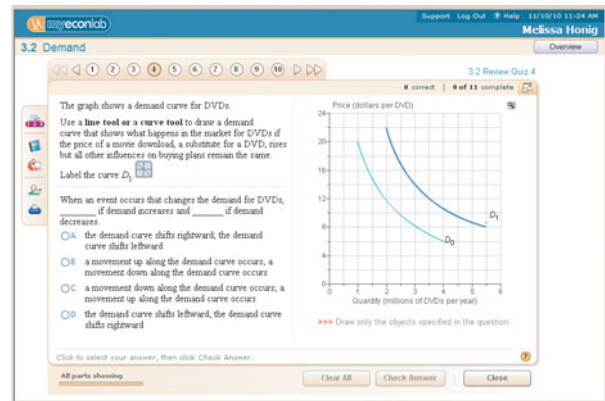 myeconlab
Support Log Out ? Help 11/10/10 11:24 AM
Melissa Honig
3.2 Demand
Overview
1 2 3 4 5 6 7 8 9 10
3.2 Review Quiz 4
0 correct | 0 of 11 complete
The graph shows a demand curve for DVDs.
Use a line tool or a curve tool to draw a demand
curve that shows what happens in the market for DVDs if
the price of a movie download, a substitute for a DVD, rises
but all other influences on buying plans remain the same.
Label the curve D1
When an event occurs that changes the demand for DVDs,
_______ if demand increases and ______ if demand
decreases.
A. the demand curve shifts rightward; the demand
curve shifts leftward
B. a movement up along the demand curve occurs; a
movement down along the demand curve occurs
C. a movement down along the demand curve occurs; a
movement up along the demand curve occurs
D. the demand curve shifts leftward; the demand curve
shifts rightward
Price (dollars per DVD)
24
20
16
12
8
4
0
0 1 2 3 4 5 6
D1
D0
Quantity (millions of DVDs per year)
>>> Draw only the objects specified in the question.
Click to select your answer, then click Check Answer.
?
All parts showing
Clear All
Check Answer
Close